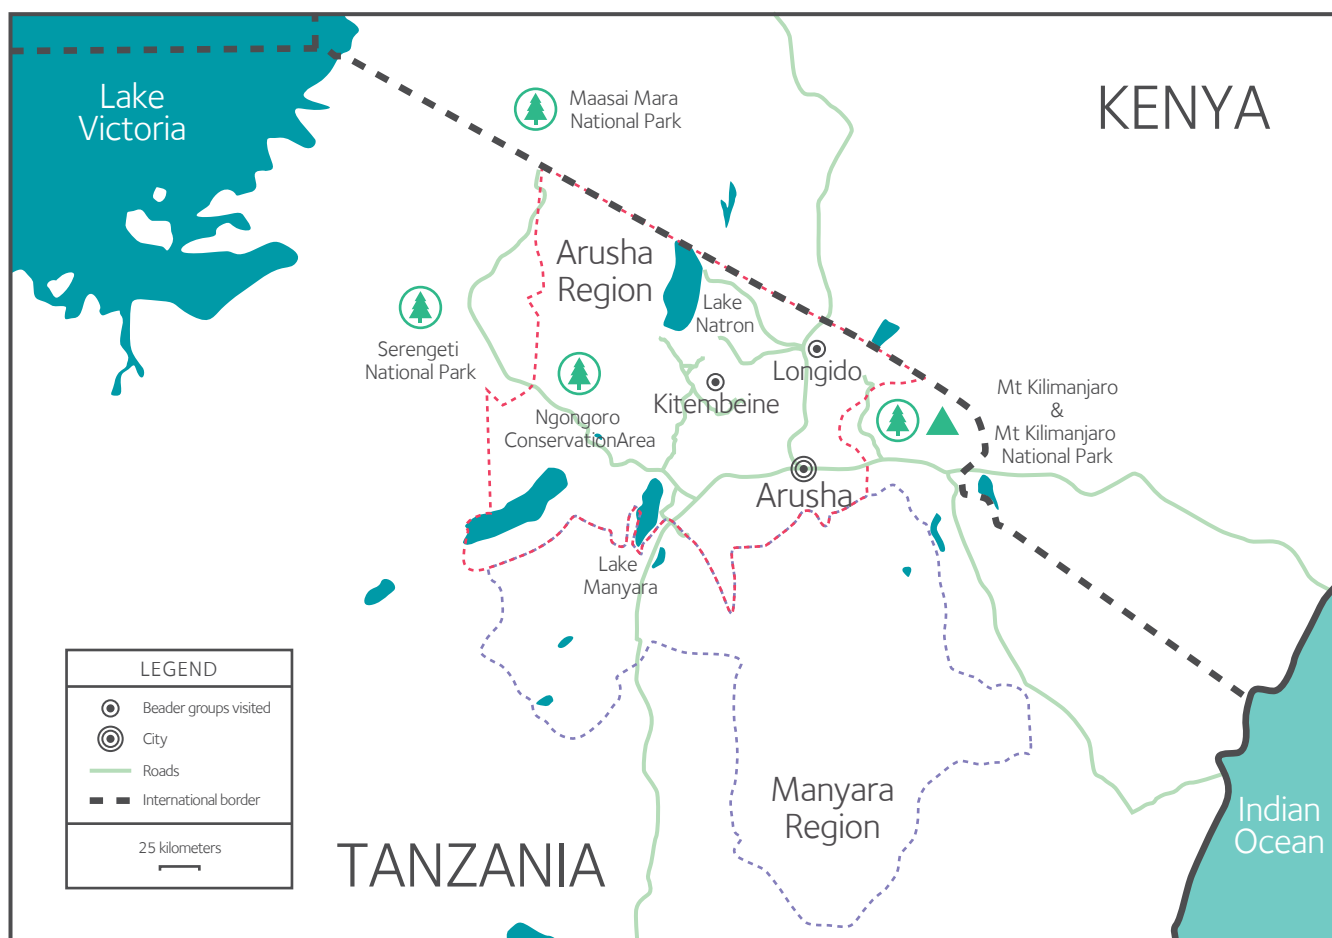 Lake
Victoria
Maasai Mara
National Park
KENYA
Arusha
Region
Lake
Natron
Serengeti
National Park
Longido
Kitembeine
Ngongoro
ConservationArea
Mt Kilimanjaro
&
Mt Kilimanjaro
National Park
Arusha
Lake
Manyara
LEGEND
Beader groups visited
City
Roads
International border
25 kilometers
Manyara
Region
TANZANIA
Indian
Ocean